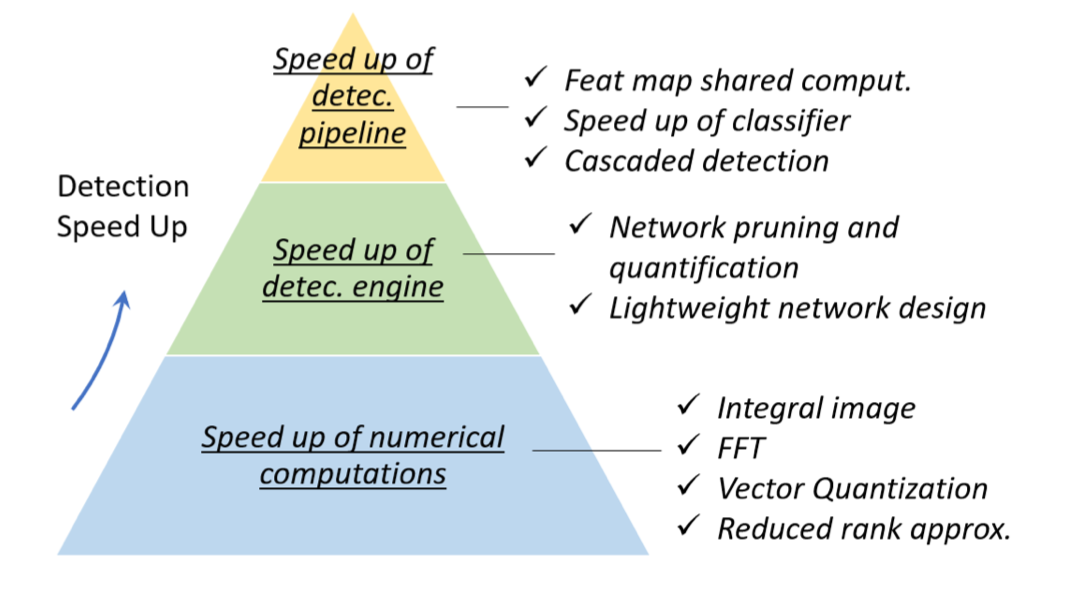 Speed up of
detec.
pipeline
✓ Feat map shared comput.
✓ Speed up of classifier
✓ Cascaded detection
Detection
Speed Up
Speed up of
detec. engine
✓ Network pruning and
quantification
✓ Lightweight network design
Speed up of numerical
computations
✓ Integral image
✓ FFT
✓ Vector Quantization
✓ Reduced rank approx.